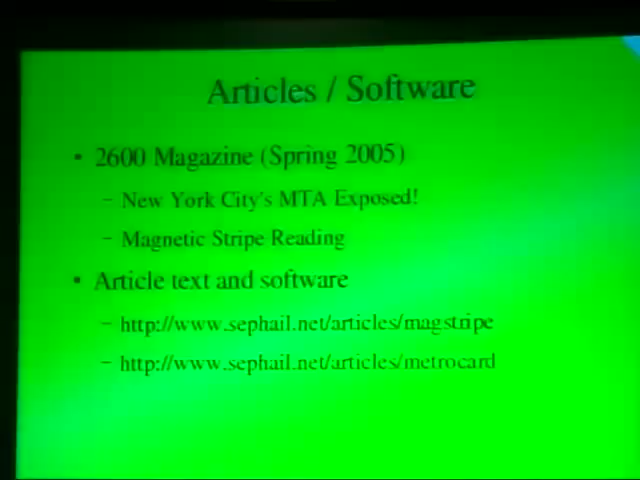 Articles / Software
• 2600 Magazine (Spring 2005)
– New York City's MTA Exposed!
– Magnetic Stripe Reading
• Article text and software
– http://www.sephail.net/articles/magstripe
– http://www.sephail.net/articles/metrocard